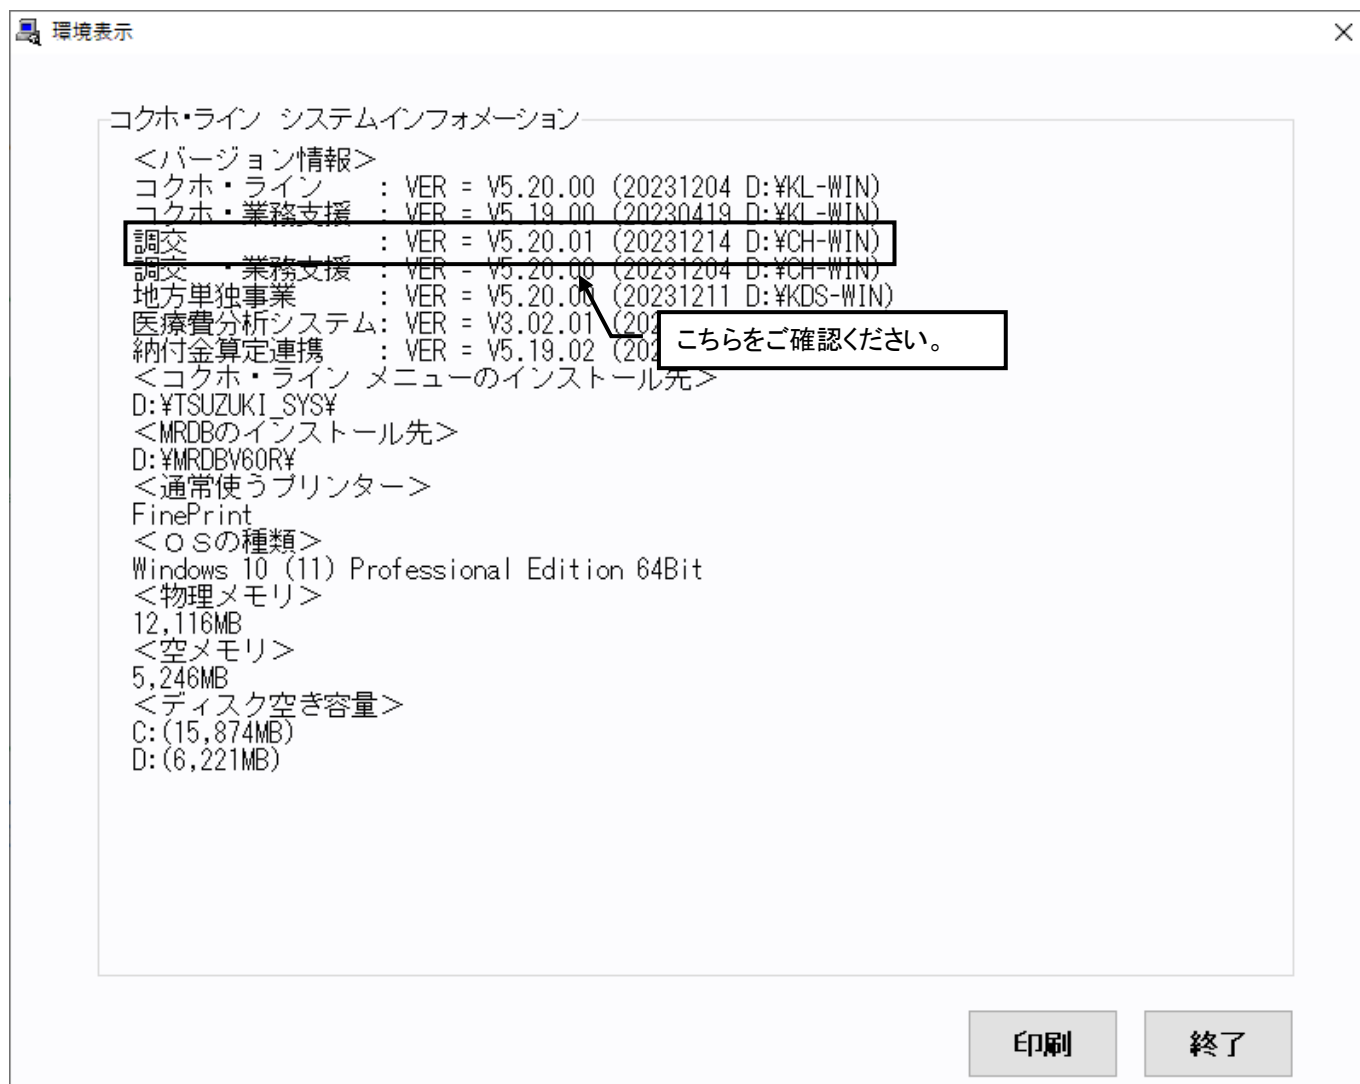 環境表示
コクホ・ライン システムインフォメーション
＜バージョン情報＞
コクホ・ライン : VER = V5.20.00 (20231204 D:¥KL-WIN)
コクホ・業務支援 : VER = V5.19.00 (20230419 D:¥KL-WIN)
調交 : VER = V5.20.01 (20231214 D:¥CH-WIN)
調交 ・業務支援 : VER = V5.20.00 (20231204 D:¥CH-WIN)
地方単独事業 : VER = V5.20.00 (20231211 D:¥KDS-WIN)
医療費分析システム: VER = V3.02.01 (202
納付金算定連携 : VER = V5.19.02 (202
こちらをご確認ください。
＜コクホ・ライン メニューのインストール先＞
D:¥TSUZUKI_SYS¥
＜MRDBのインストール先＞
D:¥MRDBV60R¥
＜通常使うプリンター＞
FinePrint
＜ＯＳの種類＞
Windows 10 (11) Professional Edition 64Bit
＜物理メモリ＞
12,116MB
＜空メモリ＞
5,246MB
＜ディスク空き容量＞
C:(15,874MB)
D:(6,221MB)
印刷
終了